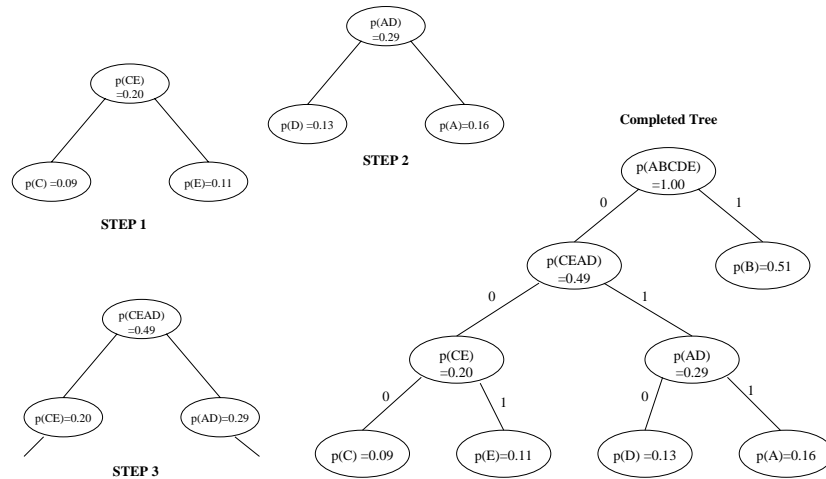 p(CE)
=0.20
p(C) =0.09
p(E)=0.11
STEP 1
p(AD)
=0.29
p(D) =0.13
p(A)=0.16
STEP 2
p(CEAD)
=0.49
p(CE)=0.20
p(AD)=0.29
STEP 3
Completed Tree
p(ABCDE)
=1.00
0
1
p(CEAD)
=0.49
p(B)=0.51
0
1
p(CE)
=0.20
p(AD)
=0.29
0
1
0
1
p(C) =0.09
p(E)=0.11
p(D) =0.13
p(A)=0.16